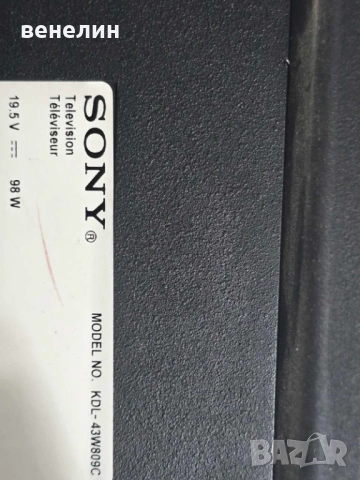 венелин
SONY®
Television
Téléviseur
19.5 V ⎓ 98 W
MODEL NO. KDL-43W809C
BAZAR